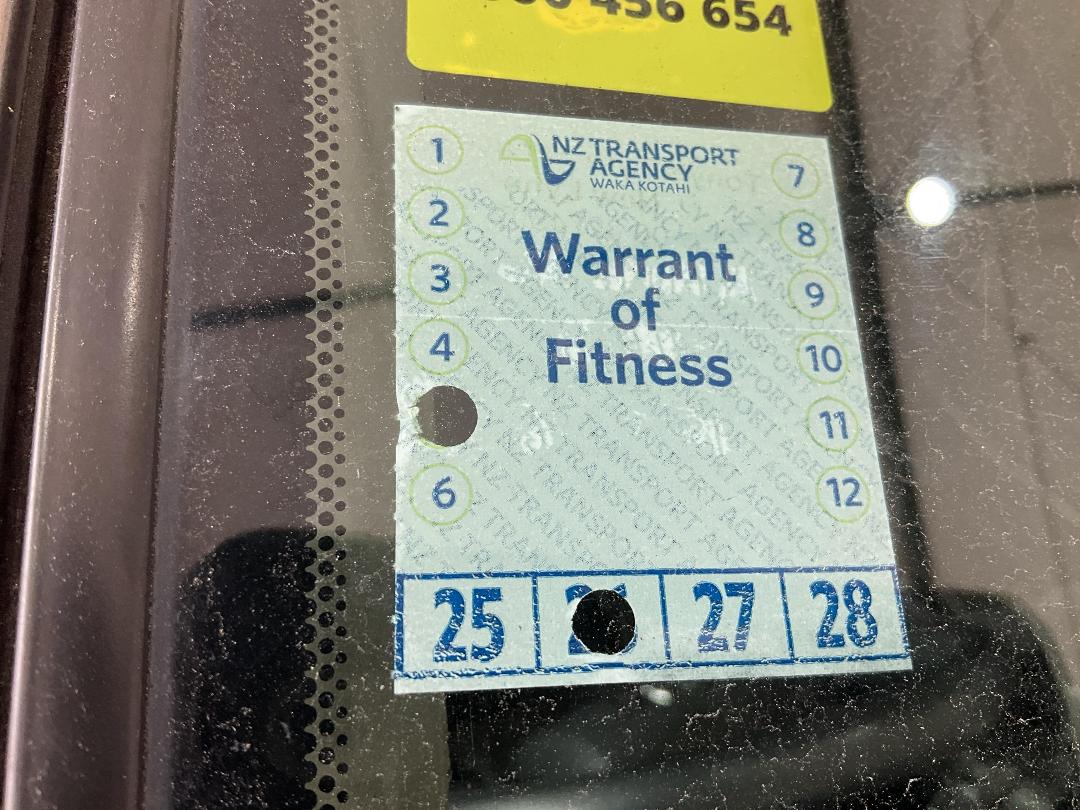 456 654
NZ TRANSPORT
AGENCY
WAKA KOTAHI
Warrant
of
Fitness
1
2
3
4
6
7
8
9
10
11
12
25
27
28